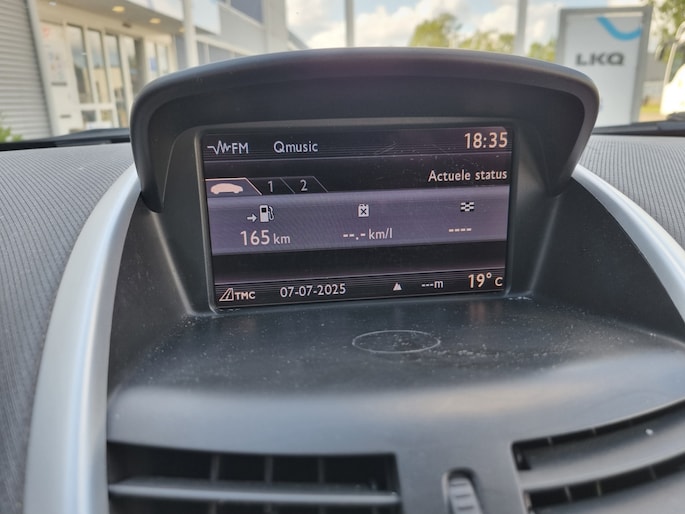 LKQ
FM Qmusic 18:35
Actuele status
1 2
165 km --.- km/l ----
TMC 07-07-2025 ---m 19°C